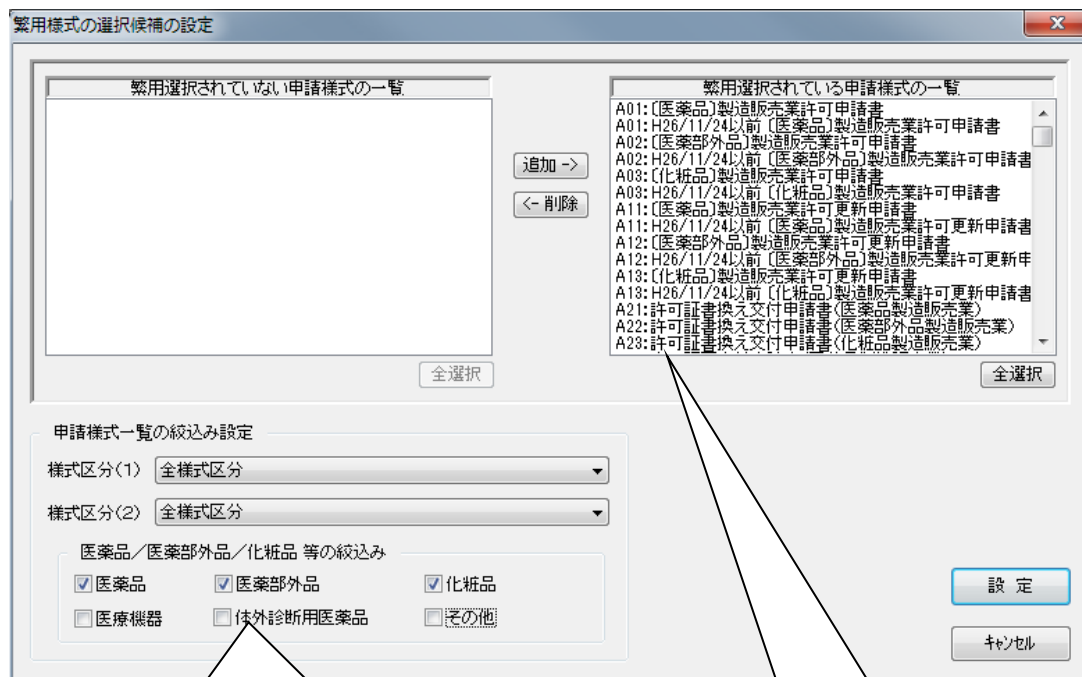 繁用様式の選択候補の設定
繁用選択されていない申請様式の一覧
繁用選択されている申請様式の一覧
A01:〔医薬品〕製造販売業許可申請書
A01:H26/11/24以前〔医薬品〕製造販売業許可申請書
A02:〔医薬部外品〕製造販売業許可申請書
A02:H26/11/24以前〔医薬部外品〕製造販売業許可申請書
A03:〔化粧品〕製造販売業許可申請書
A03:H26/11/24以前〔化粧品〕製造販売業許可申請書
A11:〔医薬品〕製造販売業許可更新申請書
A11:H26/11/24以前〔医薬品〕製造販売業許可更新申請書
A12:〔医薬部外品〕製造販売業許可更新申請書
A12:H26/11/24以前〔医薬部外品〕製造販売業許可更新申
A13:〔化粧品〕製造販売業許可更新申請書
A13:H26/11/24以前〔化粧品〕製造販売業許可更新申請書
A21:許可証書換え交付申請書(医薬品製造販売業)
A22:許可証書換え交付申請書(医薬部外品製造販売業)
A23:許可証書換え交付申請書(化粧品製造販売業)
追加 ->
<- 削除
全選択
全選択
申請様式一覧の絞込み設定
様式区分(1) 全様式区分
様式区分(2) 全様式区分
医薬品/医薬部外品/化粧品 等の絞込み
医薬品 医薬部外品 化粧品
医療機器 体外診断用医薬品 その他
設 定
キャンセル